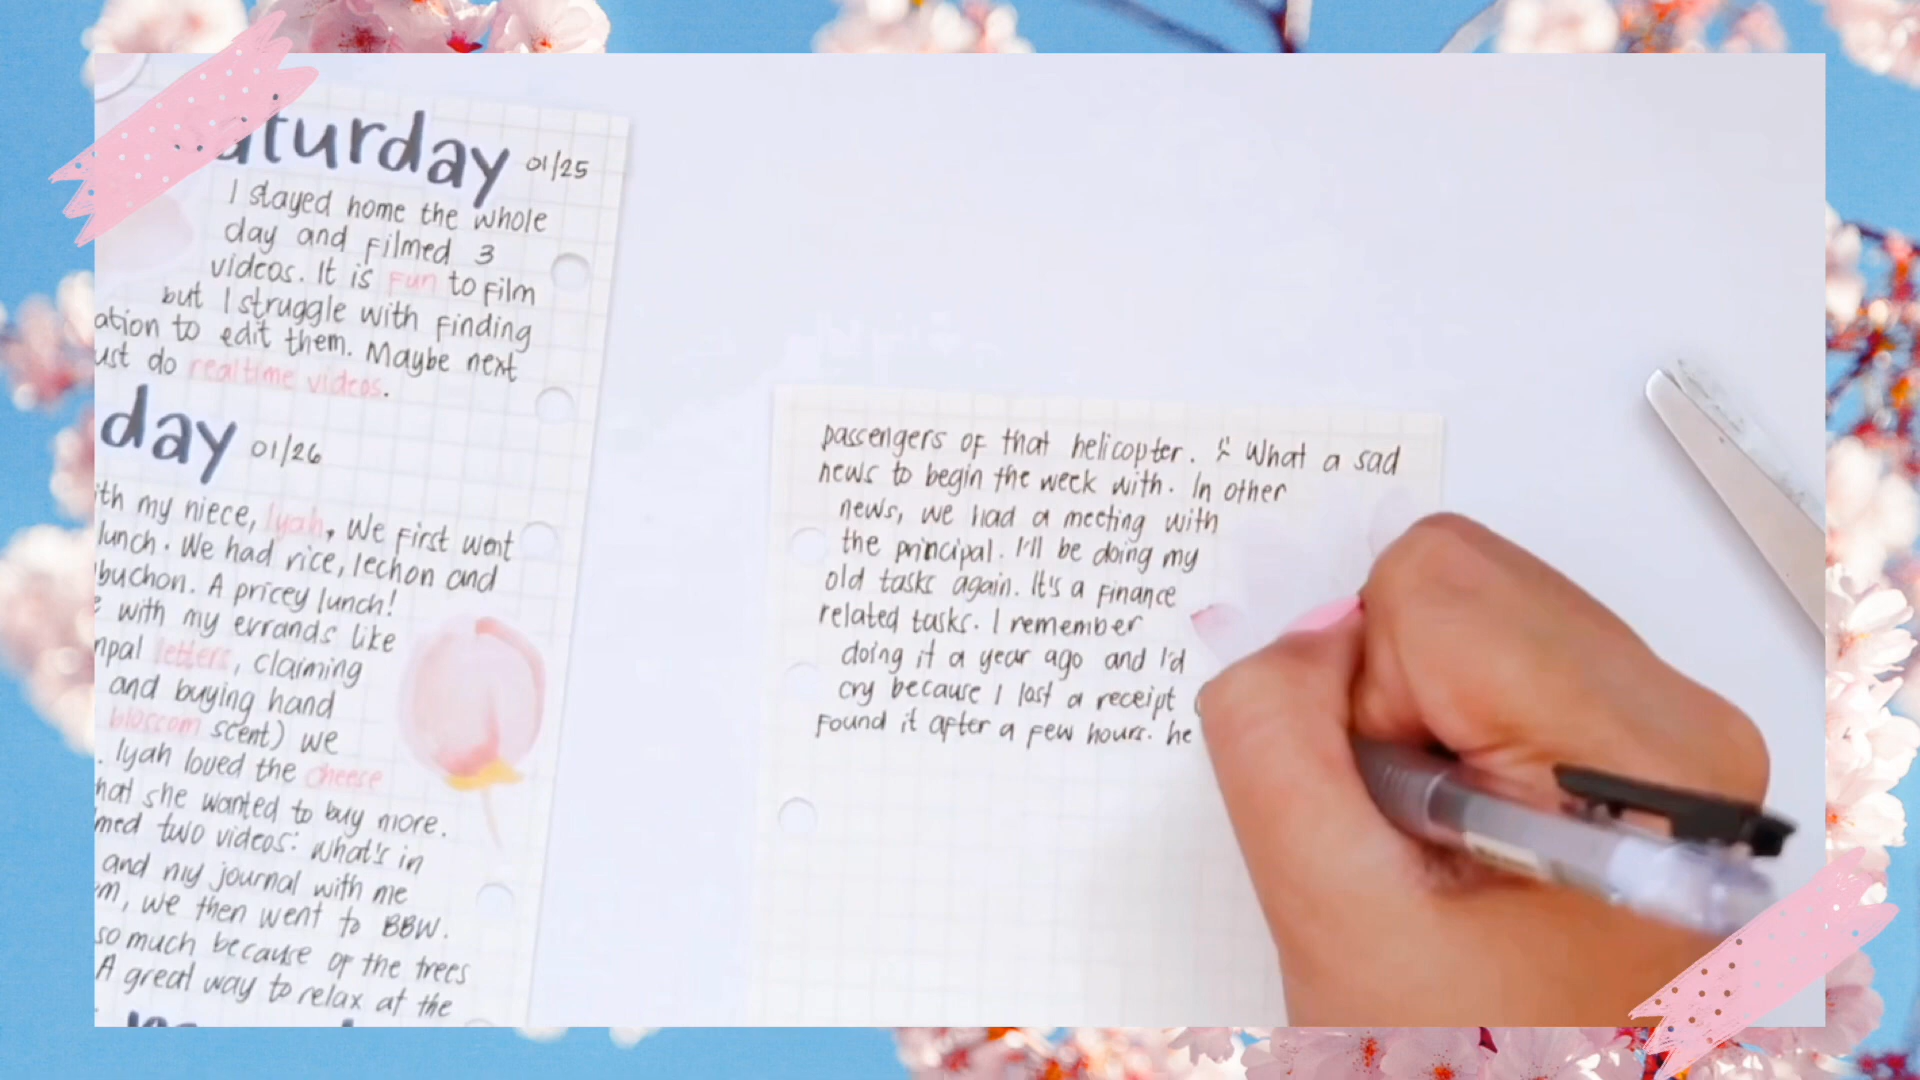 aturday 01/25
I stayed home the whole
day and filmed 3
videos. It is fun to film
but I struggle with finding
ation to edit them. Maybe next
ust do realtime videos.
day 01/26
ith my niece, Iyah, We first went
lunch. We had rice, lechon and
buchon. A pricey lunch!
e with my errands like
npal letters, claiming
and buying hand
blossom scent) we
. Iyah loved the cheese
hat she wanted to buy more.
med two videos: What's in
and my journal with me
m, we then went to BBW.
so much because of the trees
A great way to relax at the
passengers of that helicopter. :( What a sad
news to begin the week with. In other
news, we had a meeting with
the principal. I'll be doing my
old tasks again. It's a finance
related tasks. I remember
doing it a year ago and I'd
cry because I lost a receipt (
found it after a few hours. he